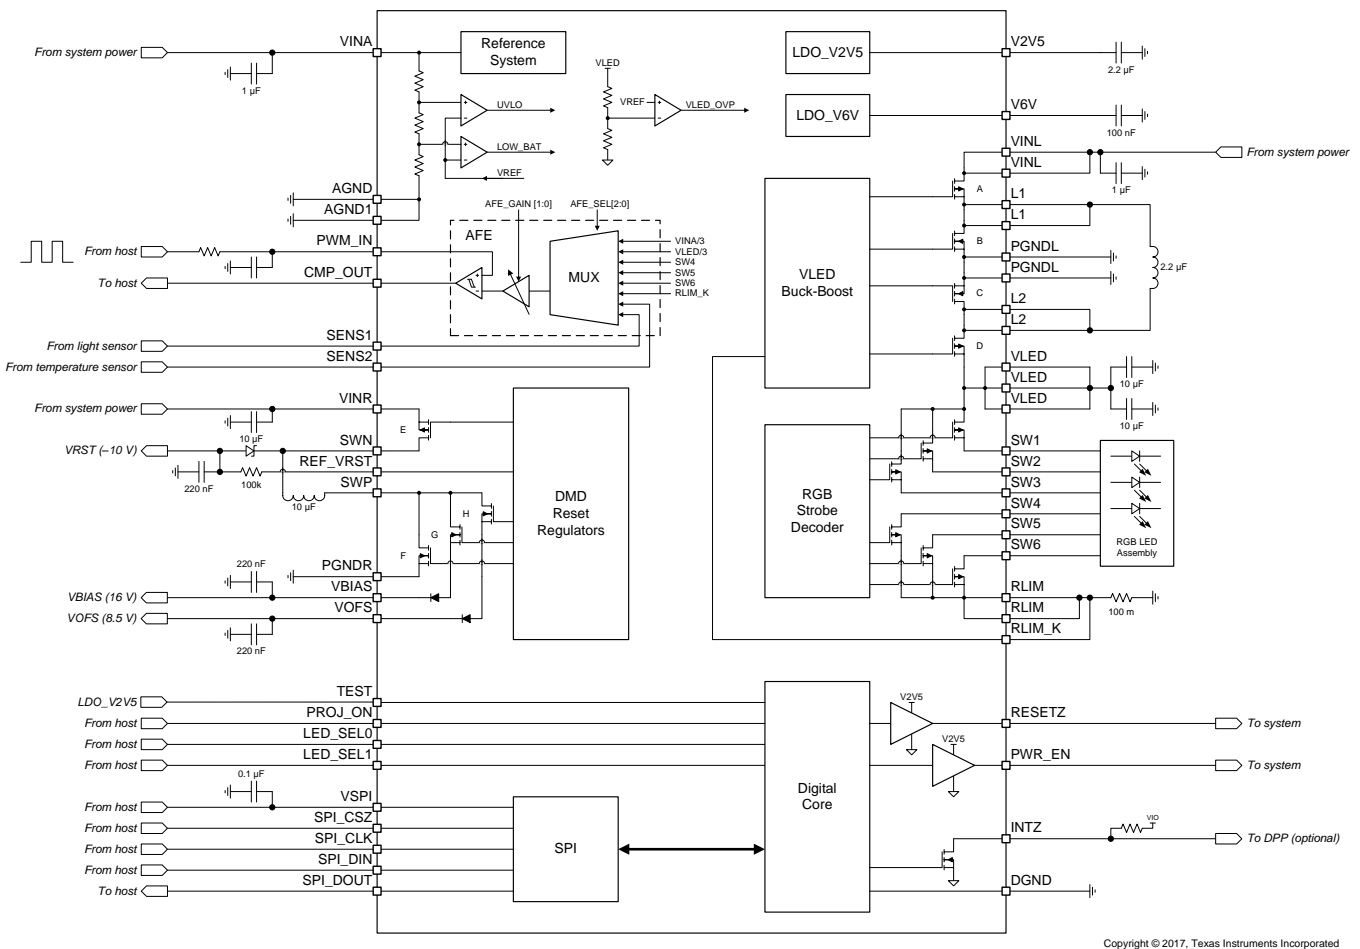 VINA
From system power
1 µF
Reference
System
UVLO
LOW_BAT
VREF
VLED
VREF
VLED_OVP
LDO_V2V5
LDO_V6V
V2V5
2.2 µF
V6V
100 nF
VINL
VINL
From system power
1 µF
AGND
AGND1
PWM_IN
From host
CMP_OUT
To host
AFE_GAIN [1:0]
AFE_SEL[2:0]
AFE
MUX
VINA/3
VLED/3
SW4
SW5
SW6
RLIM_K
SENS1
From light sensor
SENS2
From temperature sensor
VLED
Buck-Boost
A
B
C
D
L1
L1
PGNDL
PGNDL
L2
L2
2.2 µF
VLED
VLED
VLED
10 µF
10 µF
VINR
From system power
10 µF
SWN
VRST (–10 V)
REF_VRST
220 nF
100k
SWP
10 µF
E
F
G
H
DMD
Reset
Regulators
PGNDR
220 nF
VBIAS
VBIAS (16 V)
VOFS
VOFS (8.5 V)
220 nF
RGB
Strobe
Decoder
SW1
SW2
SW3
SW4
SW5
SW6
RGB LED
Assembly
RLIM
RLIM
RLIM_K
100 m
TEST
LDO_V2V5
PROJ_ON
From host
LED_SEL0
From host
LED_SEL1
From host
0.1 µF
VSPI
From host
SPI_CSZ
From host
SPI_CLK
From host
SPI_DIN
From host
SPI_DOUT
To host
SPI
Digital
Core
V2V5
RESETZ
To system
V2V5
PWR_EN
To system
INTZ
VIO
To DPP (optional)
DGND
Copyright © 2017, Texas Instruments Incorporated